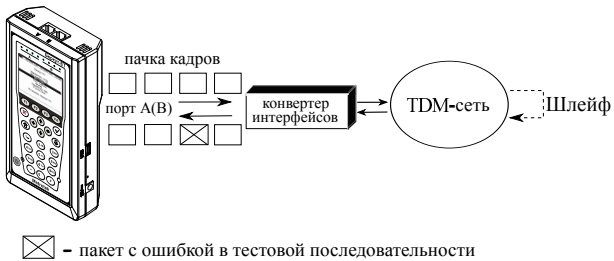 пачка кадров
порт A(B)
конвертер
интерфейсов
TDM-сеть
Шлейф
– пакет с ошибкой в тестовой последовательности